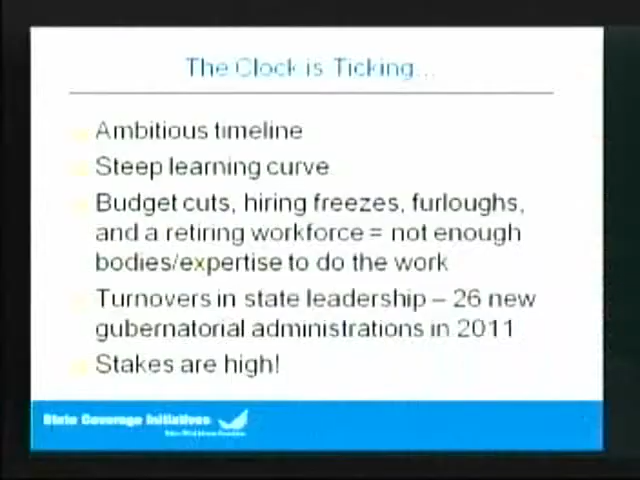 The Clock is Ticking...
Ambitious timeline
Steep learning curve
Budget cuts, hiring freezes, furloughs,
and a retiring workforce = not enough
bodies/expertise to do the work
Turnovers in state leadership – 26 new
gubernatorial administrations in 2011
Stakes are high!
State Coverage Initiatives